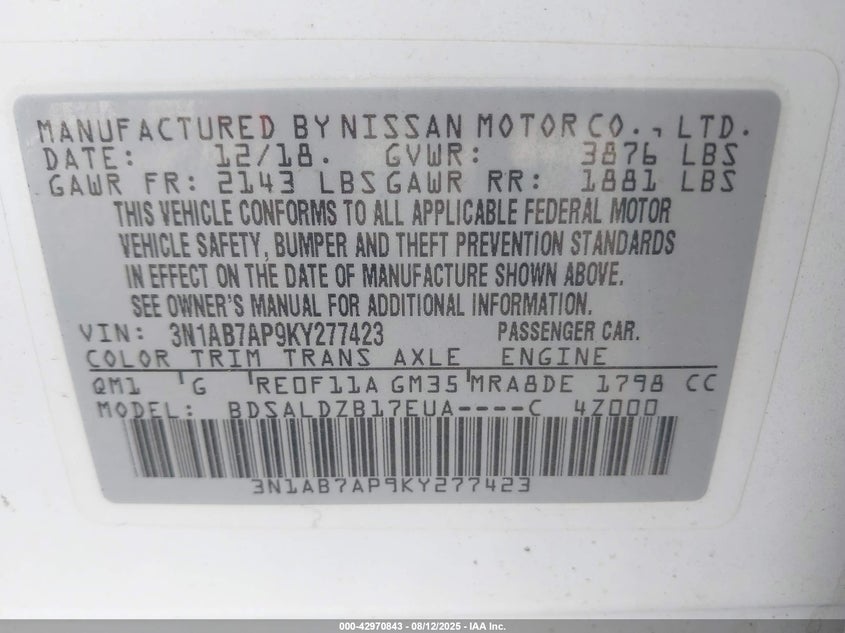 MANUFACTURED BY NISSAN MOTOR CO., LTD.
DATE: 12/18. GVWR: 3876 LBS
GAWR FR: 2143 LBS GAWR RR: 1881 LBS
THIS VEHICLE CONFORMS TO ALL APPLICABLE FEDERAL MOTOR
VEHICLE SAFETY, BUMPER AND THEFT PREVENTION STANDARDS
IN EFFECT ON THE DATE OF MANUFACTURE SHOWN ABOVE.
SEE OWNER'S MANUAL FOR ADDITIONAL INFORMATION.
VIN: 3N1AB7AP9KY277423 PASSENGER CAR.
COLOR TRIM TRANS AXLE ENGINE
QM1 'G 'RE0F11A GM35 'MRA8DE 1798 CC
MODEL: BDSALDZB17EUA----C 4Z000
3N1AB7AP9KY277423
000-42970843 - 08/12/2025 - IAA Inc.